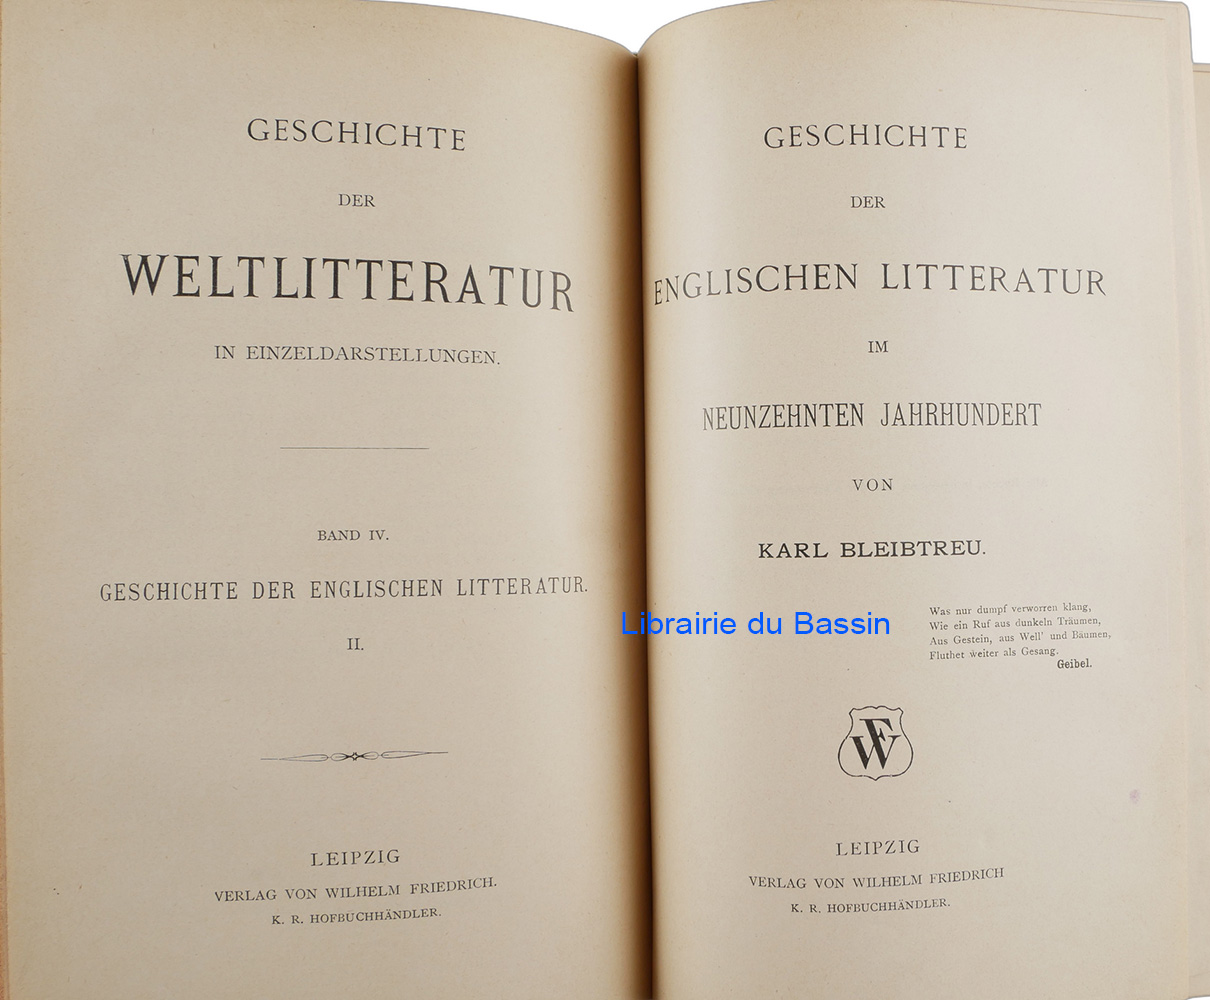 GESCHICHTE
DER
WELTLITTERATUR
IN EINZELDARSTELLUNGEN.
BAND IV.
GESCHICHTE DER ENGLISCHEN LITTERATUR.
II.
LEIPZIG
VERLAG VON WILHELM FRIEDRICH.
K. R. HOFBUCHHÄNDLER.
GESCHICHTE
DER
ENGLISCHEN LITTERATUR
IM
NEUNZEHNTEN JAHRHUNDERT
VON
KARL BLEIBTREU.
Was nur dumpf verworren klang,
Wie ein Ruf aus dunkeln Träumen,
Aus Gestein, aus Well' und Bäumen,
Fluthet weiter als Gesang.
Geibel.
WF
LEIPZIG
VERLAG VON WILHELM FRIEDRICH
K. R. HOFBUCHHÄNDLER.
Librairie du Bassin